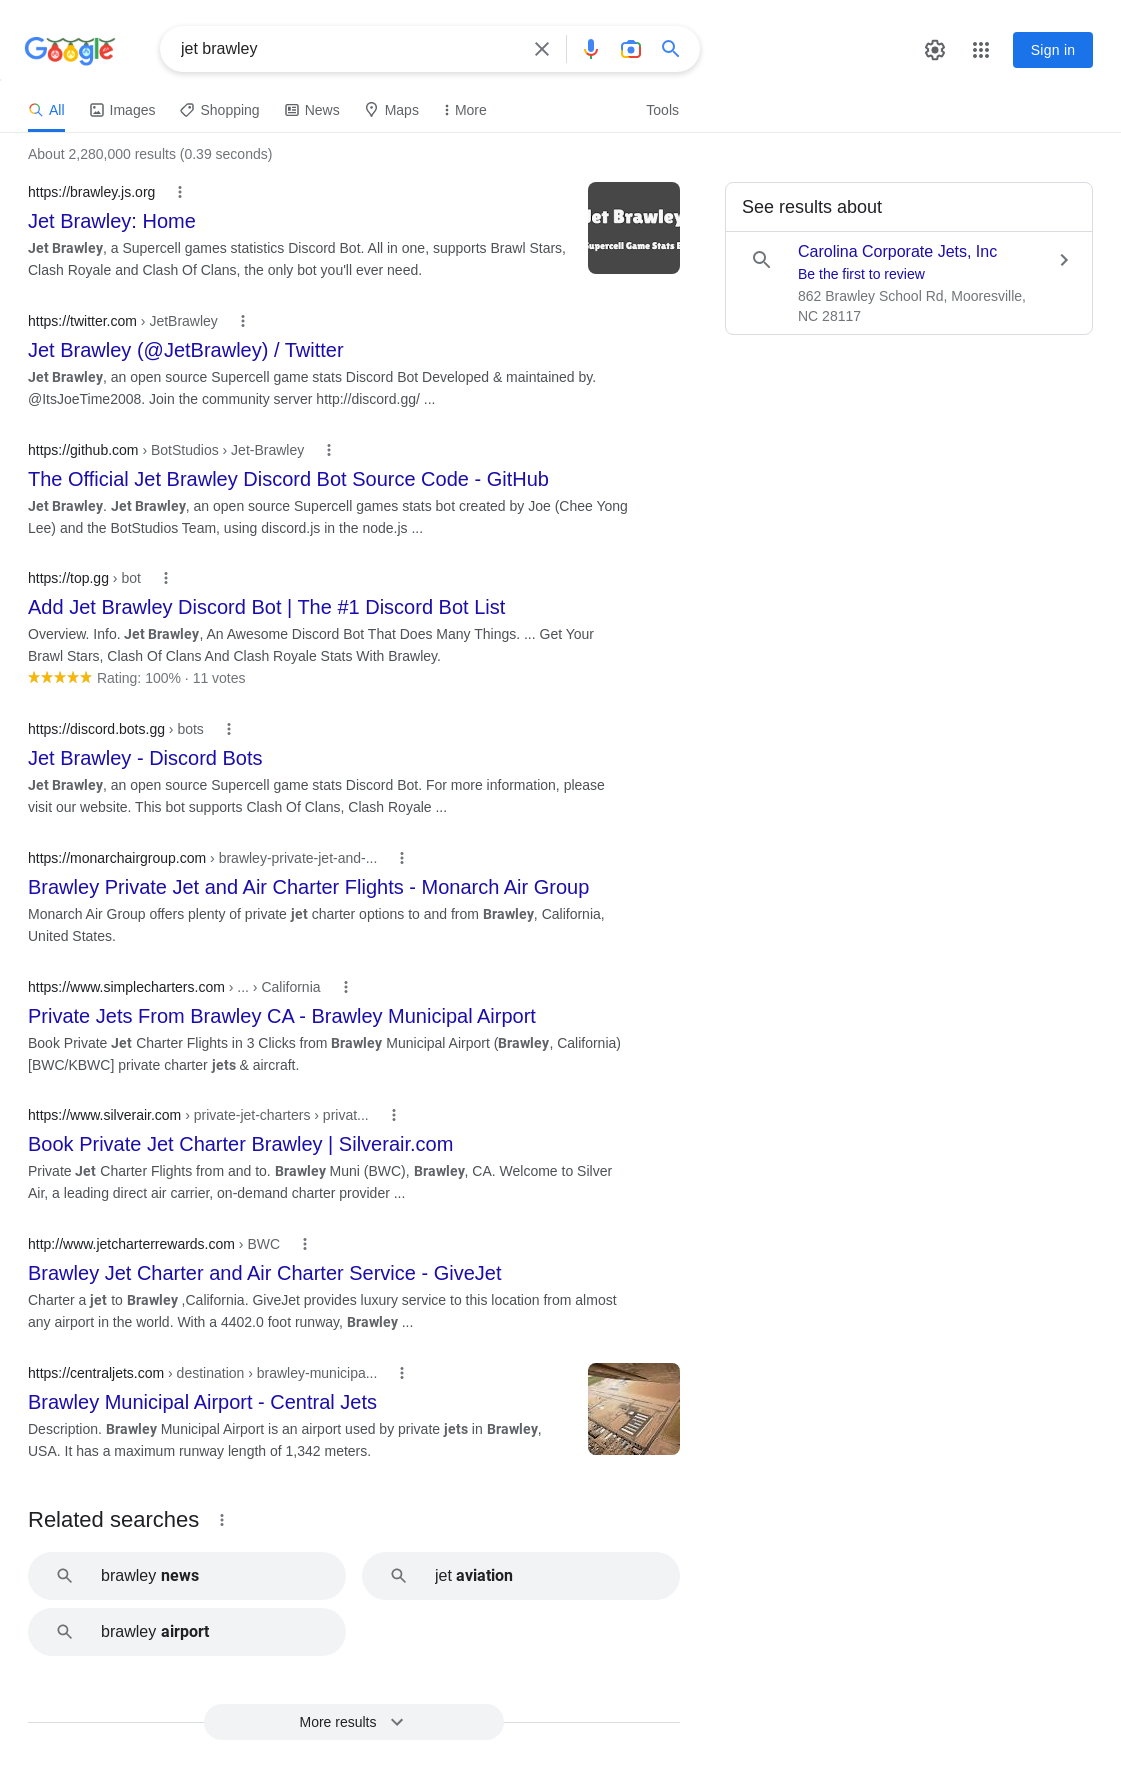 Google
jet brawley
Sign in
All
Images
Shopping
News
Maps
More
Tools
About 2,280,000 results (0.39 seconds)
https://brawley.js.org
Jet Brawley: Home
Jet Brawley, a Supercell games statistics Discord Bot. All in one, supports Brawl Stars,
Clash Royale and Clash Of Clans, the only bot you'll ever need.
Jet Brawley
Supercell Game Stats B
See results about
Carolina Corporate Jets, Inc
Be the first to review
862 Brawley School Rd, Mooresville,
NC 28117
https://twitter.com › JetBrawley
Jet Brawley (@JetBrawley) / Twitter
Jet Brawley, an open source Supercell game stats Discord Bot Developed & maintained by.
@ItsJoeTime2008. Join the community server http://discord.gg/ ...
https://github.com › BotStudios › Jet-Brawley
The Official Jet Brawley Discord Bot Source Code - GitHub
Jet Brawley. Jet Brawley, an open source Supercell games stats bot created by Joe (Chee Yong
Lee) and the BotStudios Team, using discord.js in the node.js ...
https://top.gg › bot
Add Jet Brawley Discord Bot | The #1 Discord Bot List
Overview. Info. Jet Brawley, An Awesome Discord Bot That Does Many Things. ... Get Your
Brawl Stars, Clash Of Clans And Clash Royale Stats With Brawley.
Rating: 100% · 11 votes
https://discord.bots.gg › bots
Jet Brawley - Discord Bots
Jet Brawley, an open source Supercell game stats Discord Bot. For more information, please
visit our website. This bot supports Clash Of Clans, Clash Royale ...
https://monarchairgroup.com › brawley-private-jet-and-...
Brawley Private Jet and Air Charter Flights - Monarch Air Group
Monarch Air Group offers plenty of private jet charter options to and from Brawley, California,
United States.
https://www.simplecharters.com › ... › California
Private Jets From Brawley CA - Brawley Municipal Airport
Book Private Jet Charter Flights in 3 Clicks from Brawley Municipal Airport (Brawley, California)
[BWC/KBWC] private charter jets & aircraft.
https://www.silverair.com › private-jet-charters › privat...
Book Private Jet Charter Brawley | Silverair.com
Private Jet Charter Flights from and to. Brawley Muni (BWC), Brawley, CA. Welcome to Silver
Air, a leading direct air carrier, on-demand charter provider ...
http://www.jetcharterrewards.com › BWC
Brawley Jet Charter and Air Charter Service - GiveJet
Charter a jet to Brawley ,California. GiveJet provides luxury service to this location from almost
any airport in the world. With a 4402.0 foot runway, Brawley ...
https://centraljets.com › destination › brawley-municipa...
Brawley Municipal Airport - Central Jets
Description. Brawley Municipal Airport is an airport used by private jets in Brawley,
USA. It has a maximum runway length of 1,342 meters.
Related searches
brawley news
jet aviation
brawley airport
More results